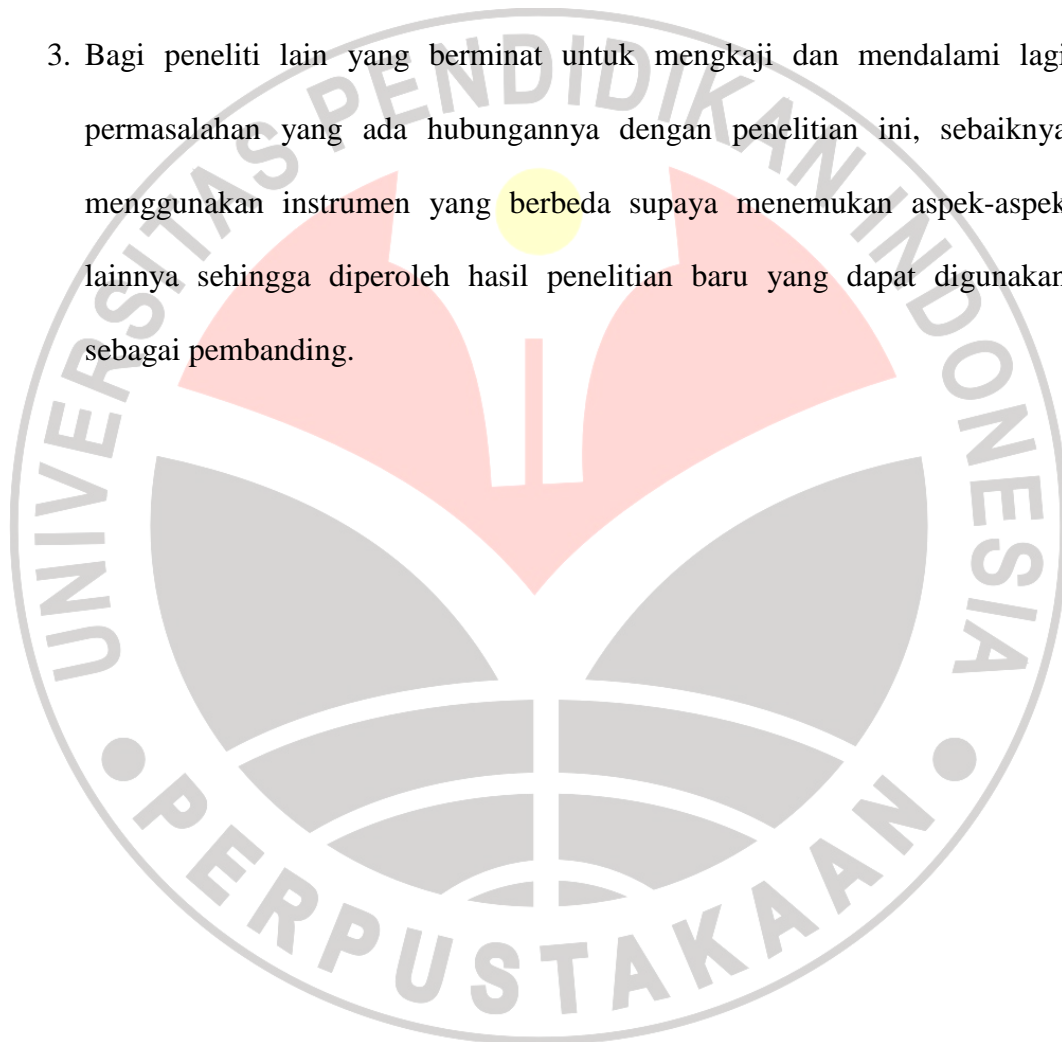 3. Bagi peneliti lain yang berminat untuk mengkaji dan mendalami lagi
permasalahan yang ada hubungannya dengan penelitian ini, sebaiknya
menggunakan instrumen yang berbeda supaya menemukan aspek-aspek
lainnya sehingga diperoleh hasil penelitian baru yang dapat digunakan
sebagai pembanding.
UNIVERSITAS PENDIDIKAN INDONESIA
PERPUSTAKAAN